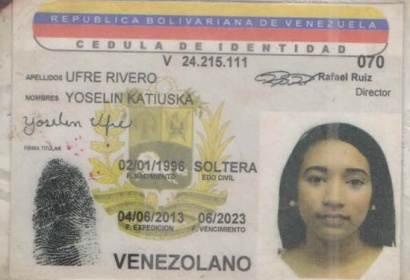 REPUBLICA BOLIVARIANA DE VENEZUELA
CEDULA DE IDENTIDAD
V 24.215.111 070
APELLIDOS UFRE RIVERO Rafael Ruiz
Director
NOMBRES YOSELIN KATIUSKA
Yoselin Ufre
FIRMA TITULAR
02/01/1996 SOLTERA
F. NACIMIENTO EDO CIVIL
04/06/2013 06/2023
F. EXPEDICION F. VENCIMIENTO
VENEZOLANO